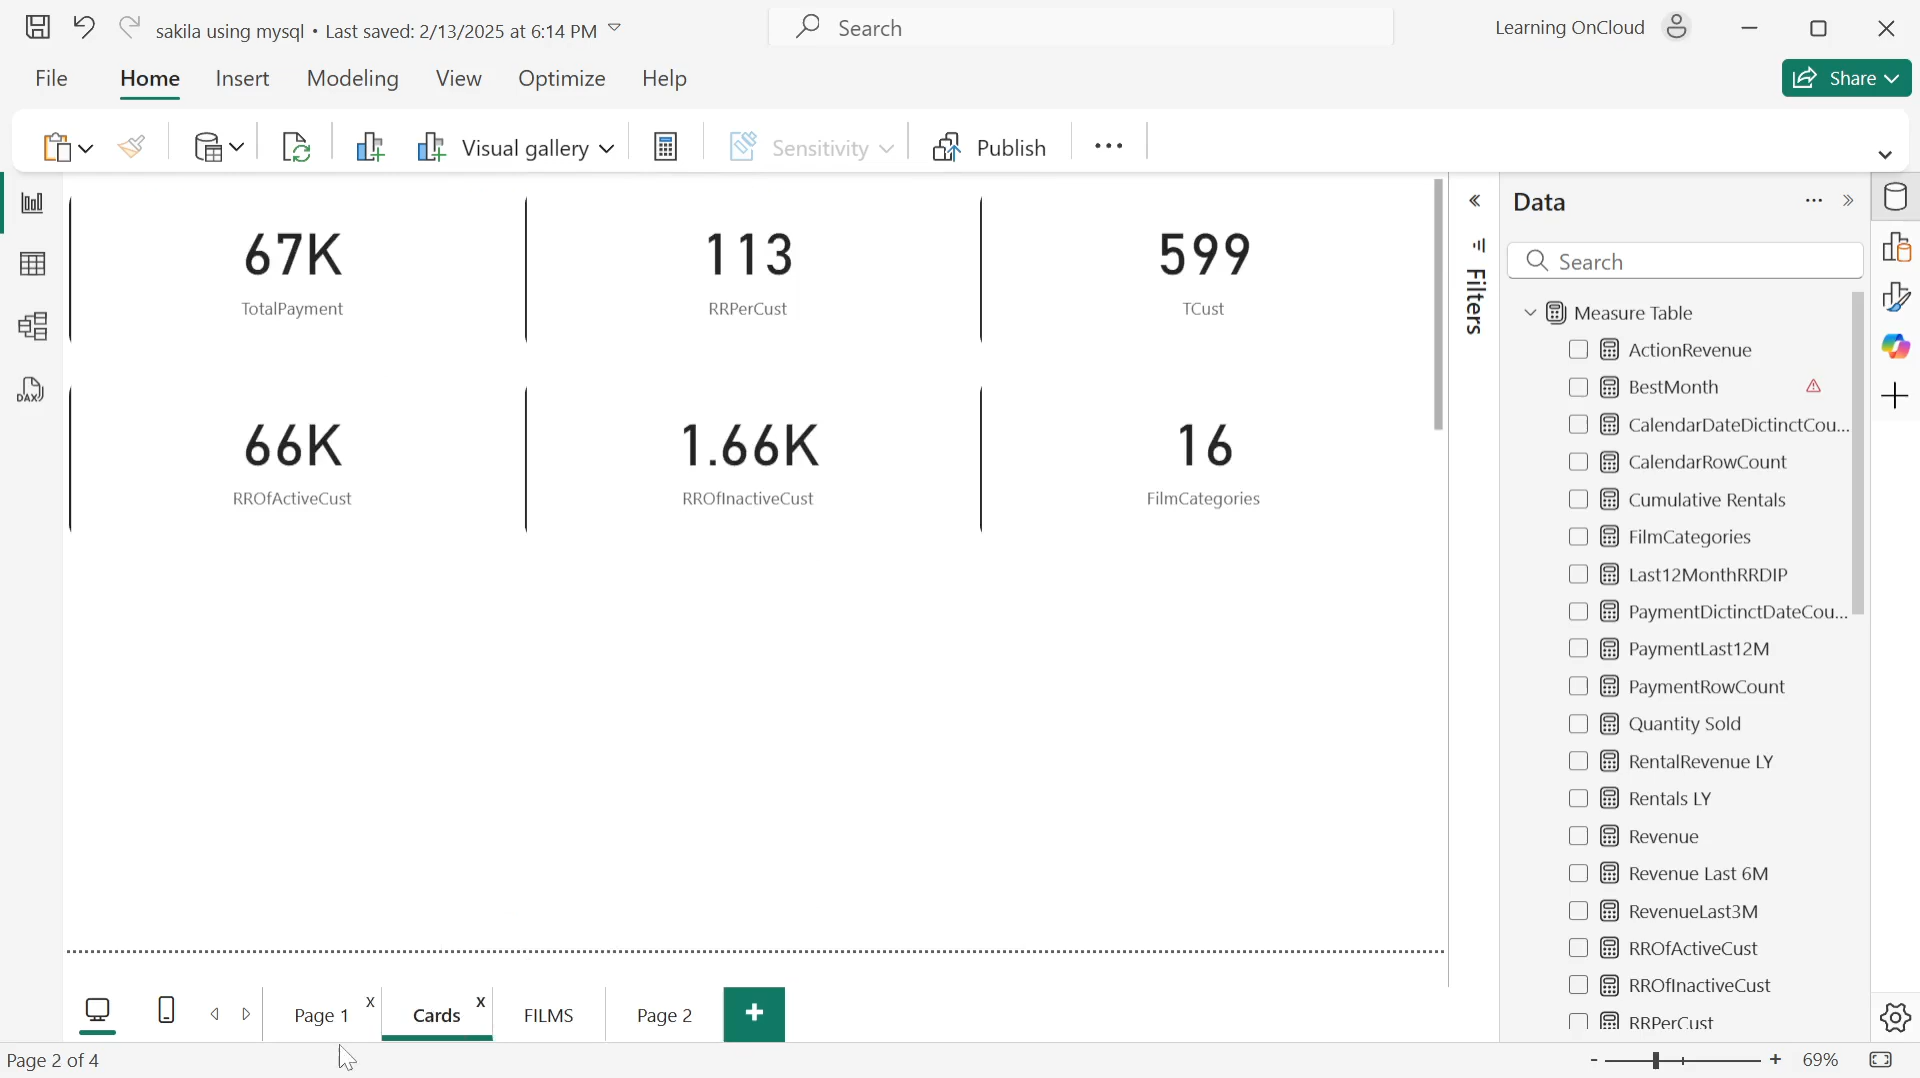 sakila using mysql • Last saved: 2/13/2025 at 6:14 PM
Search
Learning OnCloud
File
Home
Insert
Modeling
View
Optimize
Help
Share
Visual gallery
Sensitivity
Publish
DAX
67K
TotalPayment
113
RRPerCust
599
TCust
66K
RROfActiveCust
1.66K
RROfInactiveCust
16
FilmCategories
Filters
Data
Search
Measure Table
ActionRevenue
BestMonth
CalendarDateDictinctCou...
CalendarRowCount
Cumulative Rentals
FilmCategories
Last12MonthRRDIP
PaymentDictinctDateCou...
PaymentLast12M
PaymentRowCount
Quantity Sold
RentalRevenue LY
Rentals LY
Revenue
Revenue Last 6M
RevenueLast3M
RROfActiveCust
RROfInactiveCust
RRPerCust
Page 1 x
Cards x
FILMS
Page 2
+
Page 2 of 4
- + 69%